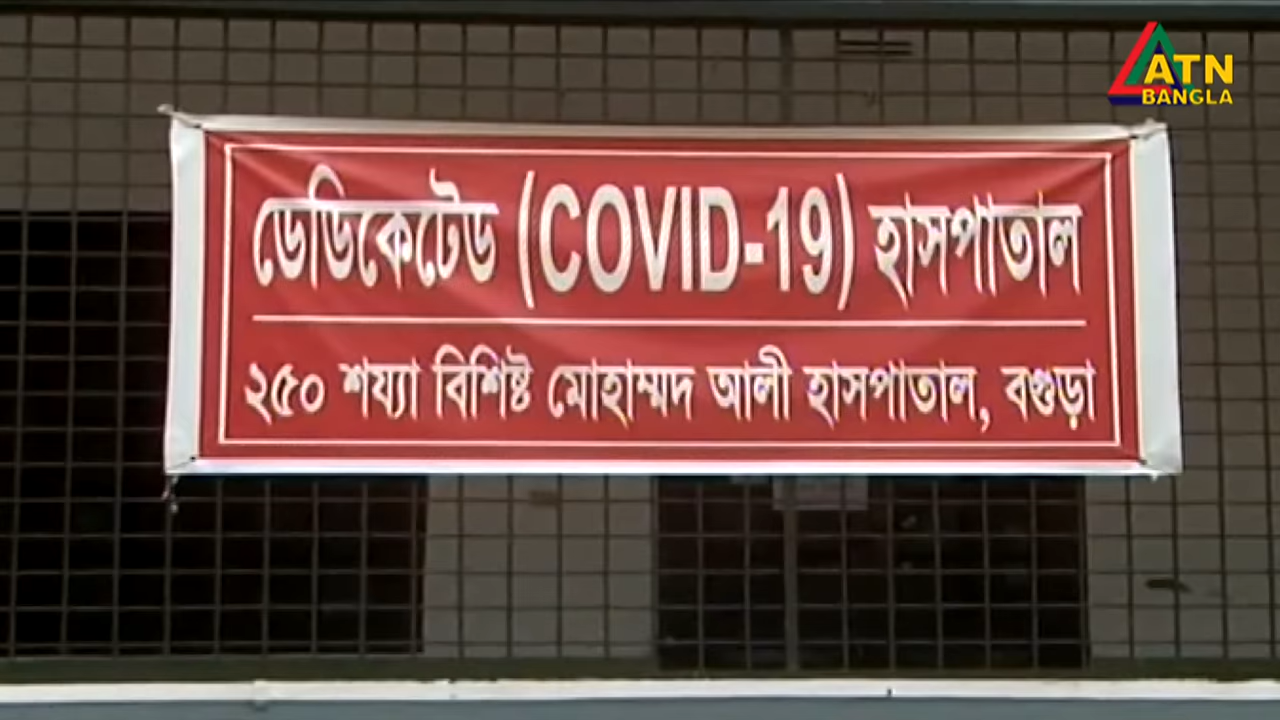 ATN
BANGLA
ডেডিকেটেড (COVID-19) হাসপাতাল
২৫০ শয্যা বিশিষ্ট মোহাম্মদ আলী হাসপাতাল, বগুড়া